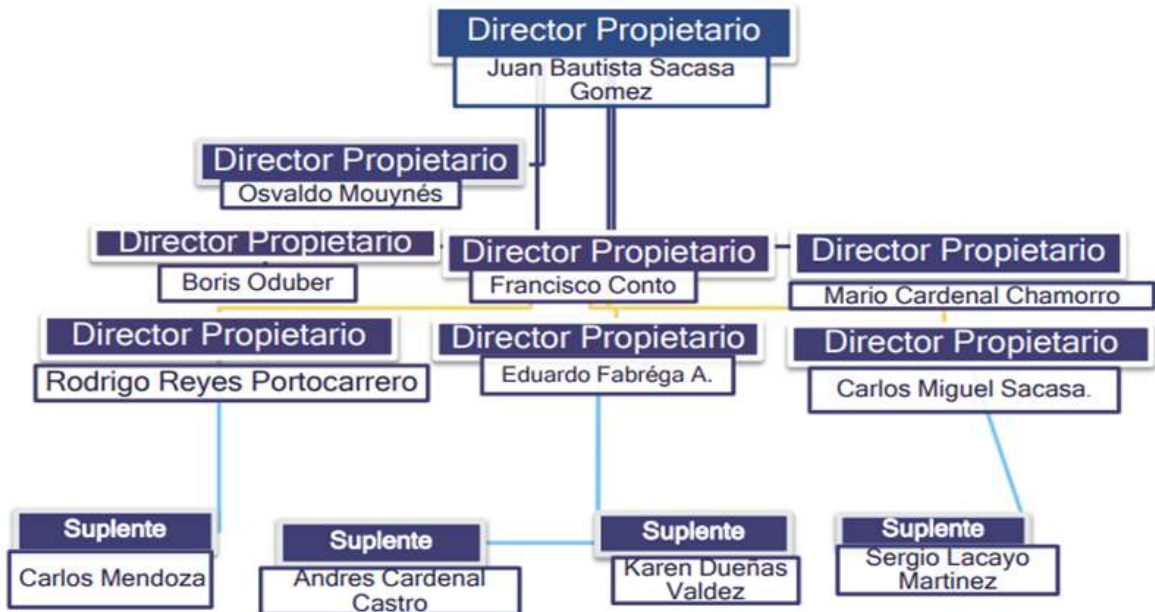 Director Propietario
Juan Bautista Sacasa
Gomez
Director Propietario
Osvaldo Mouynés
Director Propietario
Boris Oduber
Director Propietario
Francisco Conto
Director Propietario
Mario Cardenal Chamorro
Director Propietario
Rodrigo Reyes Portocarrero
Director Propietario
Eduardo Fabréga A.
Director Propietario
Carlos Miguel Sacasa.
Suplente
Carlos Mendoza
Suplente
Andres Cardenal
Castro
Suplente
Karen Dueñas
Valdez
Suplente
Sergio Lacayo
Martinez